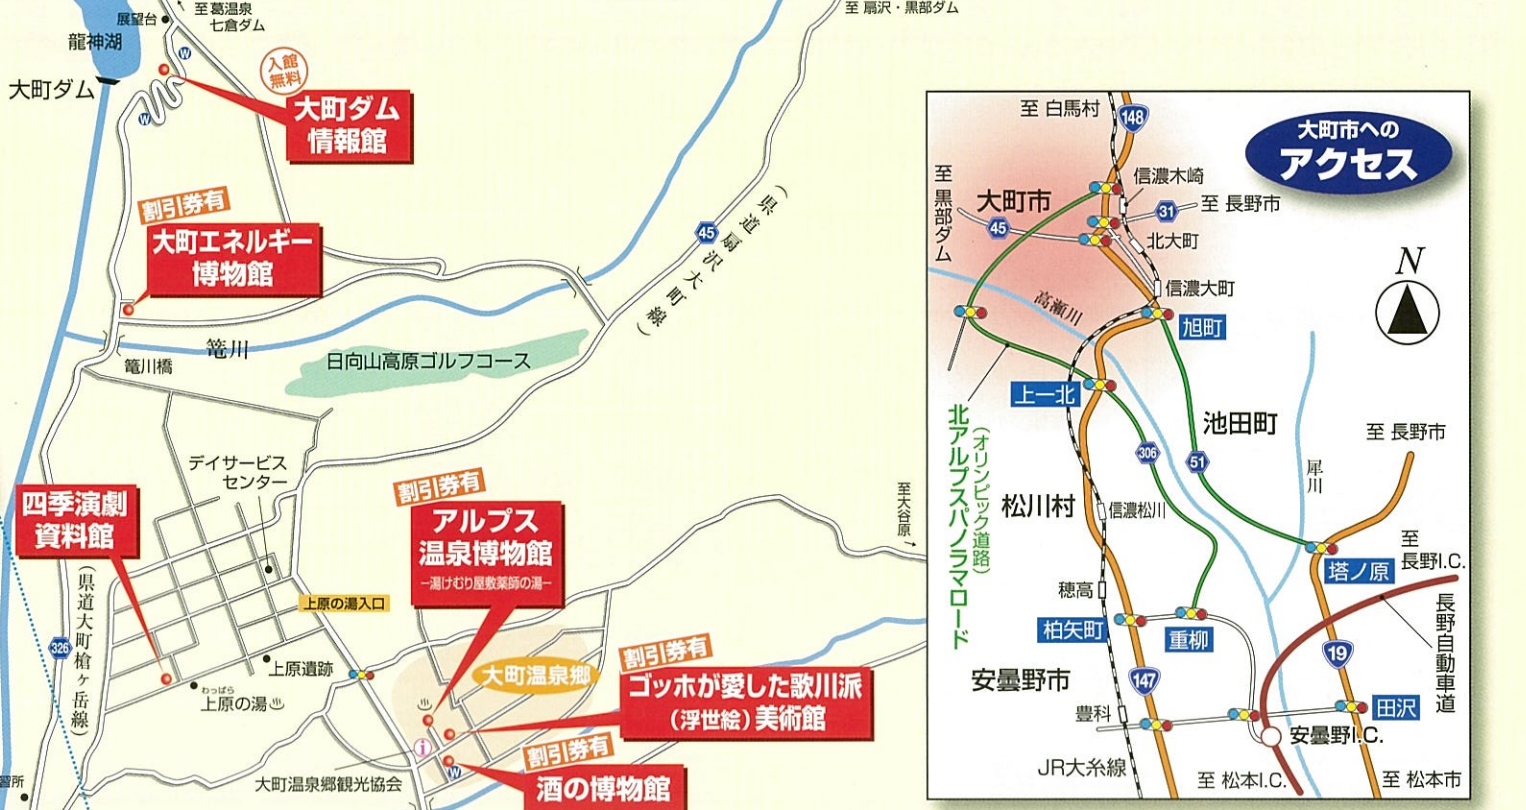 至葛温泉
七倉ダム
展望台
龍神湖
大町ダム
W
W
入館
無料
大町ダム
情報館
至 扇沢・黒部ダム
割引券有
大町エネルギー
博物館
45
(県道扇沢大町線)
篭川
篭川橋
日向山高原ゴルフコース
デイサービス
センター
四季演劇
資料館
割引券有
アルプス
温泉博物館
―湯けむり屋敷薬師の湯―
至大谷原
上原の湯入口
326
(県道大町槍ヶ岳線)
上原遺跡
わっぱら
上原の湯
大町温泉郷
割引券有
ゴッホが愛した歌川派
(浮世絵)美術館
i
割引券有
W
酒の博物館
大町温泉郷観光協会
習所
大町市への
アクセス
至 白馬村
148
信濃木崎
至 黒部ダム
大町市
31
至 長野市
45
北大町
信濃大町
N
高瀬川
旭町
上一北
北アルプスパノラマロード
(オリンピック道路)
池田町
至 長野市
306
51
犀川
松川村
信濃松川
至
長野I.C.
塔ノ原
穂高
柏矢町
重柳
長野自動車道
19
安曇野市
147
豊科
田沢
安曇野I.C.
JR大糸線
至 松本I.C.
至 松本市